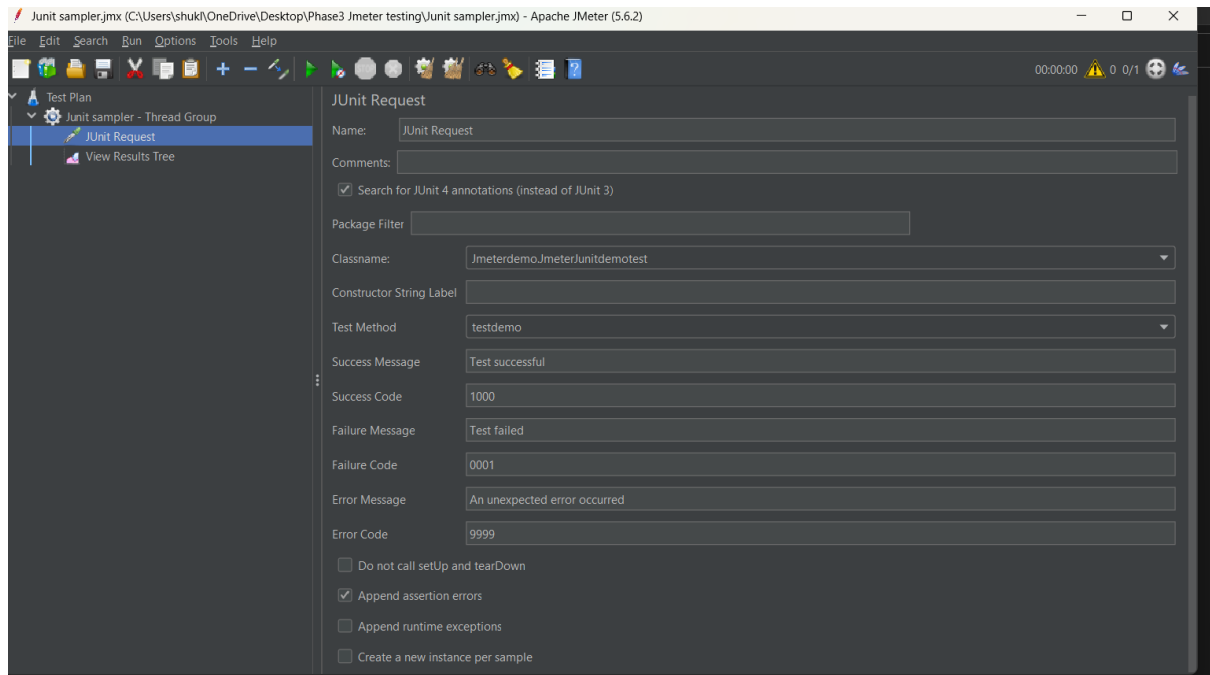 Junit sampler.jmx (C:\Users\shukl\OneDrive\Desktop\Phase3 Jmeter testing\Junit sampler.jmx) - Apache JMeter (5.6.2)
File Edit Search Run Options Tools Help
00:00:00 0 0/1
Test Plan
Junit sampler - Thread Group
JUnit Request
View Results Tree
JUnit Request
Name: JUnit Request
Comments:
Search for JUnit 4 annotations (instead of JUnit 3)
Package Filter
Classname: Jmeterdemo.JmeterJunitdemotest
Constructor String Label
Test Method testdemo
Success Message Test successful
Success Code 1000
Failure Message Test failed
Failure Code 0001
Error Message An unexpected error occurred
Error Code 9999
Do not call setUp and tearDown
Append assertion errors
Append runtime exceptions
Create a new instance per sample